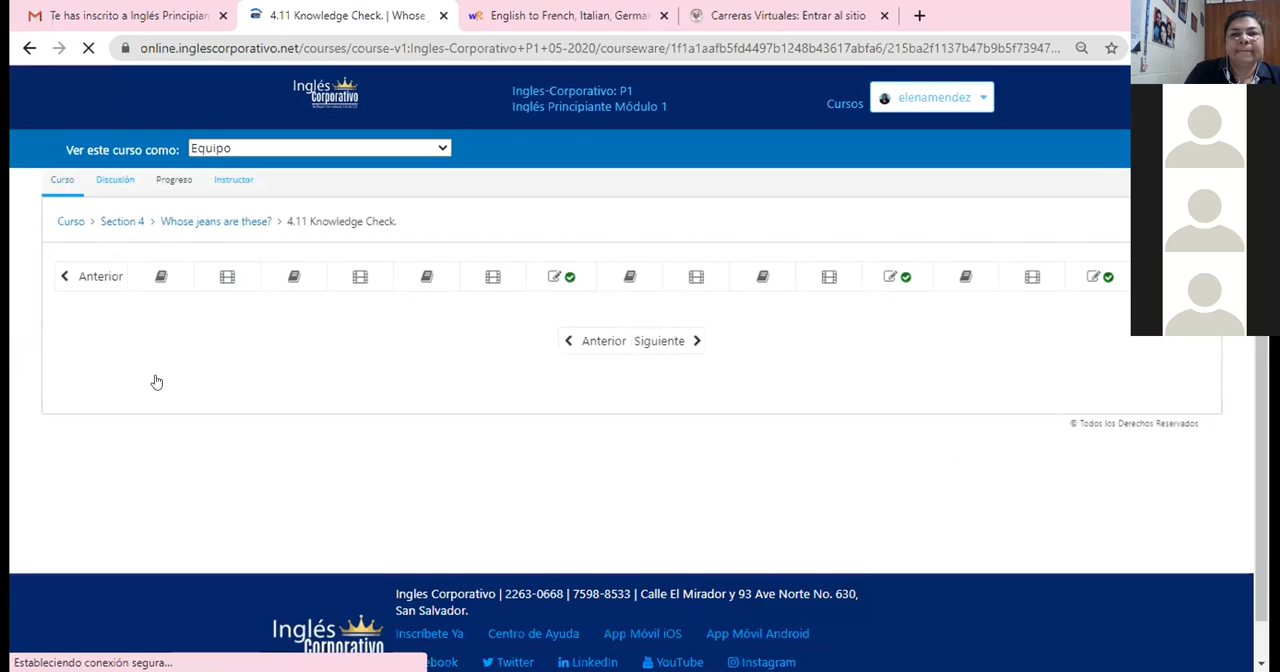 Te has inscrito a Inglés Principian
4.11 Knowledge Check. | Whose
English to French, Italian, Germa
Carreras Virtuales: Entrar al sitio
online.inglescorporativo.net/courses/course-v1:Ingles-Corporativo+P1+05-2020/courseware/1f1a1aafb5fd4497b1248b43617abfa6/215ba2f1137b47b9b5f73947...
Inglés
Corporativo
Ingles-Corporativo: P1
Inglés Principiante Módulo 1
Cursos
elenamendez
Ver este curso como:
Equipo
Curso
Discusión
Progreso
Instructor
Curso > Section 4 > Whose jeans are these? > 4.11 Knowledge Check.
Anterior
Anterior Siguiente
© Todos los Derechos Reservados
Ingles Corporativo | 2263-0668 | 7598-8533 | Calle El Mirador y 93 Ave Norte No. 630,
San Salvador.
Inglés
Corporativo
Inscríbete Ya
Centro de Ayuda
App Móvil iOS
App Móvil Android
Estableciendo conexión segura...
ebook
Twitter
LinkedIn
YouTube
Instagram